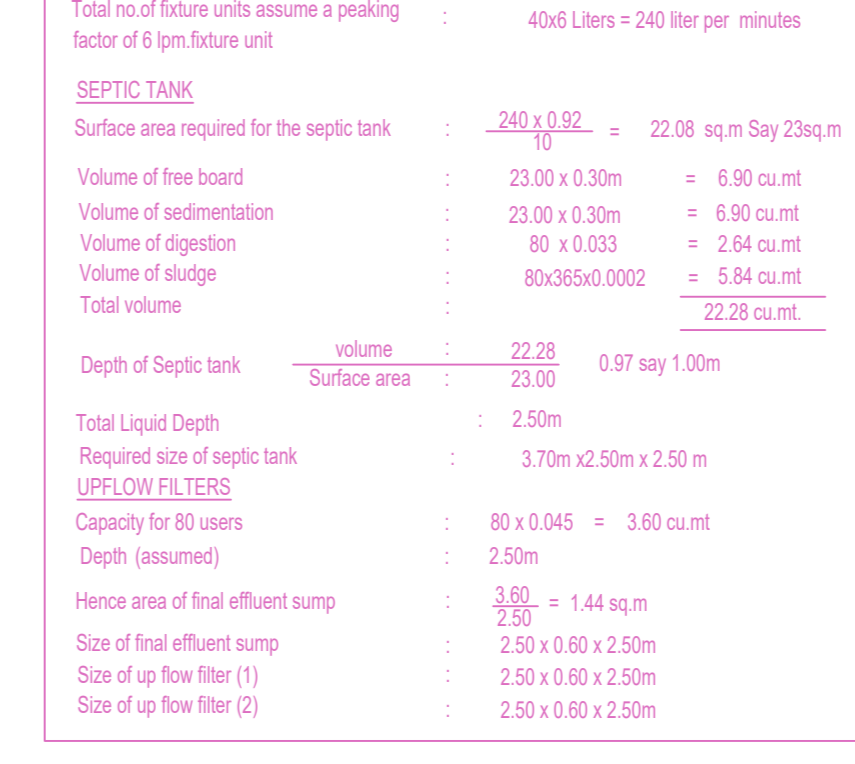 Total no.of fixture units assume a peaking : 40x6 Liters = 240 liter per minutes
factor of 6 lpm.fixture unit
SEPTIC TANK
Surface area required for the septic tank : 240 x 0.92 / 10 = 22.08 sq.m Say 23sq.m
Volume of free board : 23.00 x 0.30m = 6.90 cu.mt
Volume of sedimentation : 23.00 x 0.30m = 6.90 cu.mt
Volume of digestion : 80 x 0.033 = 2.64 cu.mt
Volume of sludge : 80x365x0.0002 = 5.84 cu.mt
Total volume : 22.28 cu.mt.
Depth of Septic tank volume : 22.28 0.97 say 1.00m
Surface area : 23.00
Total Liquid Depth : 2.50m
Required size of septic tank : 3.70m x2.50m x 2.50 m
UPFLOW FILTERS
Capacity for 80 users : 80 x 0.045 = 3.60 cu.mt
Depth (assumed) : 2.50m
Hence area of final effluent sump : 3.60 / 2.50 = 1.44 sq.m
Size of final effluent sump : 2.50 x 0.60 x 2.50m
Size of up flow filter (1) : 2.50 x 0.60 x 2.50m
Size of up flow filter (2) : 2.50 x 0.60 x 2.50m